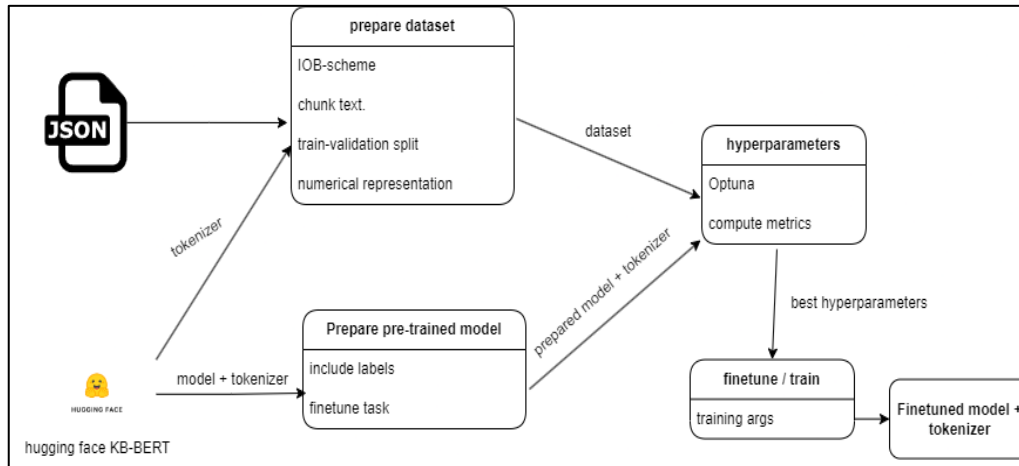 prepare dataset
IOB-scheme
chunk text.
train-validation split
numerical representation
JSON
dataset
hyperparameters
Optuna
compute metrics
tokenizer
prepared model + tokenizer
best hyperparameters
Prepare pre-trained model
include labels
finetune task
model + tokenizer
HUGGING FACE
hugging face KB-BERT
finetune / train
training args
Finetuned model +
tokenizer